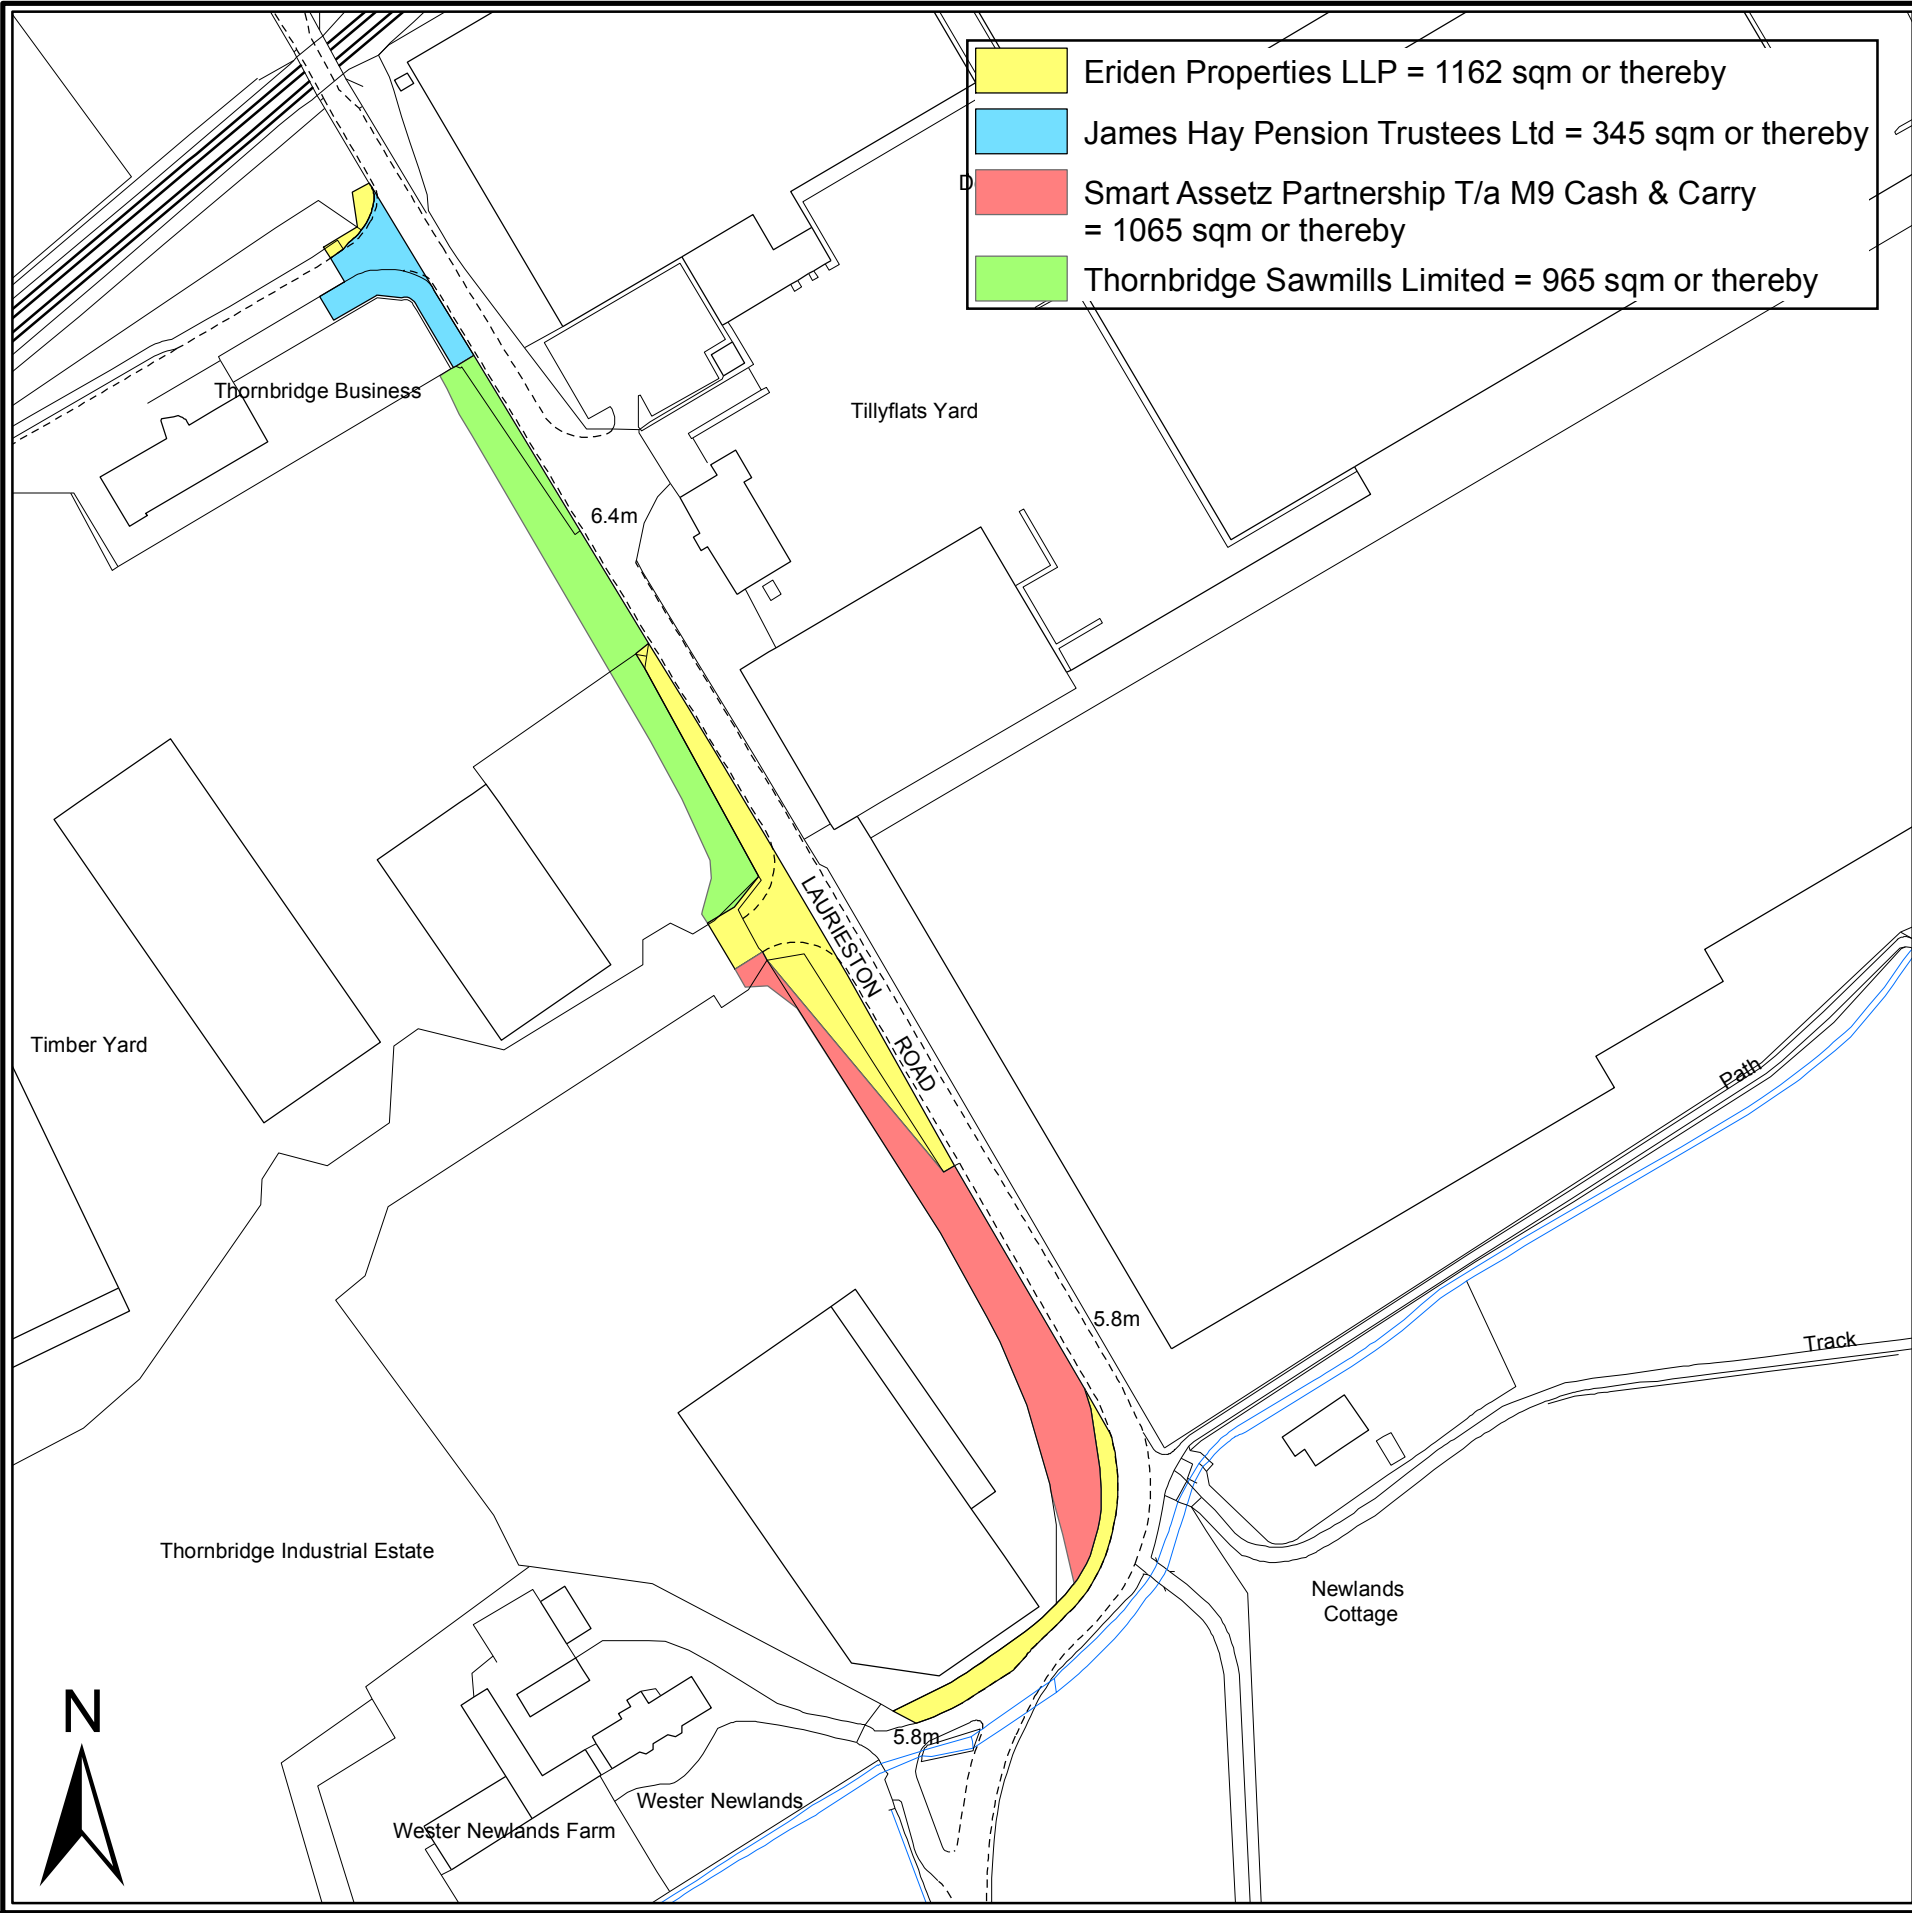 Eriden Properties LLP = 1162 sqm or thereby
James Hay Pension Trustees Ltd = 345 sqm or thereby
D
Smart Assetz Partnership T/a M9 Cash & Carry
= 1065 sqm or thereby
Thornbridge Sawmills Limited = 965 sqm or thereby
Thornbridge Business
Tillyflats Yard
6.4m
LAURIESTON
ROAD
Timber Yard
Path
5.8m
Track
Thornbridge Industrial Estate
Newlands
Cottage
N
5.8m
Wester Newlands
Wester Newlands Farm